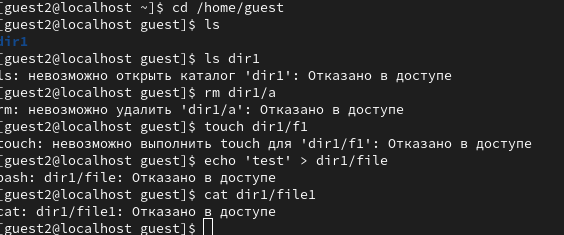 [guest2@localhost ~]$ cd /home/guest
[guest2@localhost guest]$ ls
dir1
[guest2@localhost guest]$ ls dir1
ls: невозможно открыть каталог 'dir1': Отказано в доступе
[guest2@localhost guest]$ rm dir1/a
rm: невозможно удалить 'dir1/a': Отказано в доступе
[guest2@localhost guest]$ touch dir1/f1
touch: невозможно выполнить touch для 'dir1/f1': Отказано в доступе
[guest2@localhost guest]$ echo 'test' > dir1/file
bash: dir1/file: Отказано в доступе
[guest2@localhost guest]$ cat dir1/file1
cat: dir1/file1: Отказано в доступе
[guest2@localhost guest]$